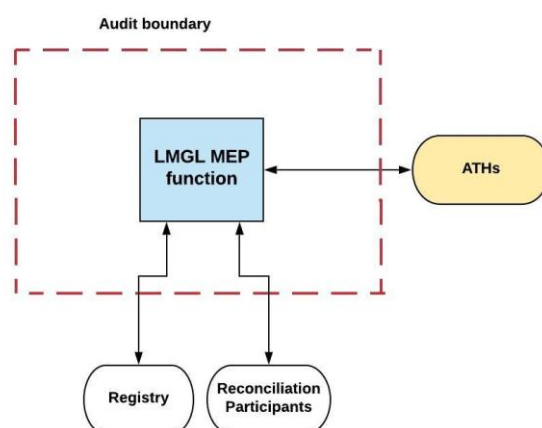 Audit boundary
LMGL MEP
function
ATHs
Registry
Reconciliation
Participants